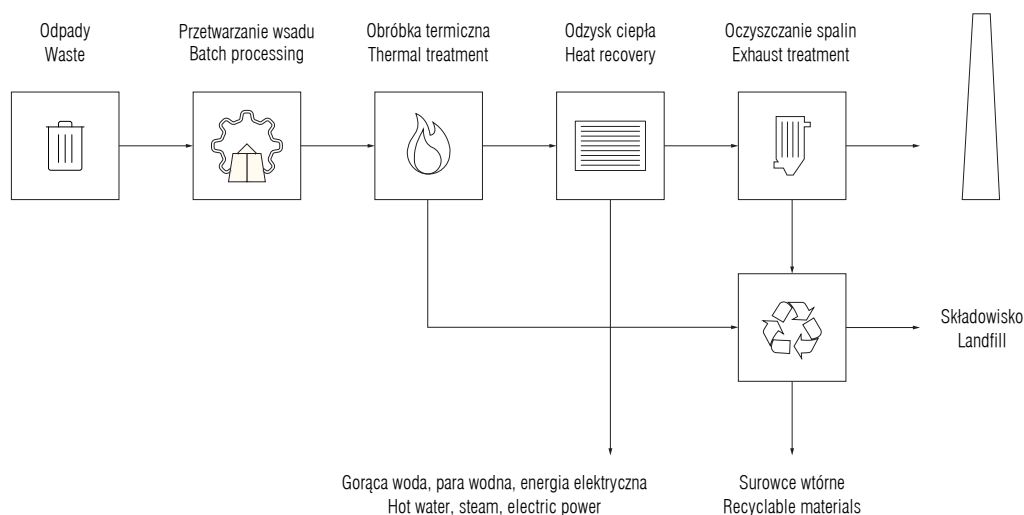 Odpady
Waste
Przetwarzanie wsadu
Batch processing
Obróbka termiczna
Thermal treatment
Odzysk ciepła
Heat recovery
Oczyszczanie spalin
Exhaust treatment
Składowisko
Landfill
Gorąca woda, para wodna, energia elektryczna
Hot water, steam, electric power
Surowce wtórne
Recyclable materials